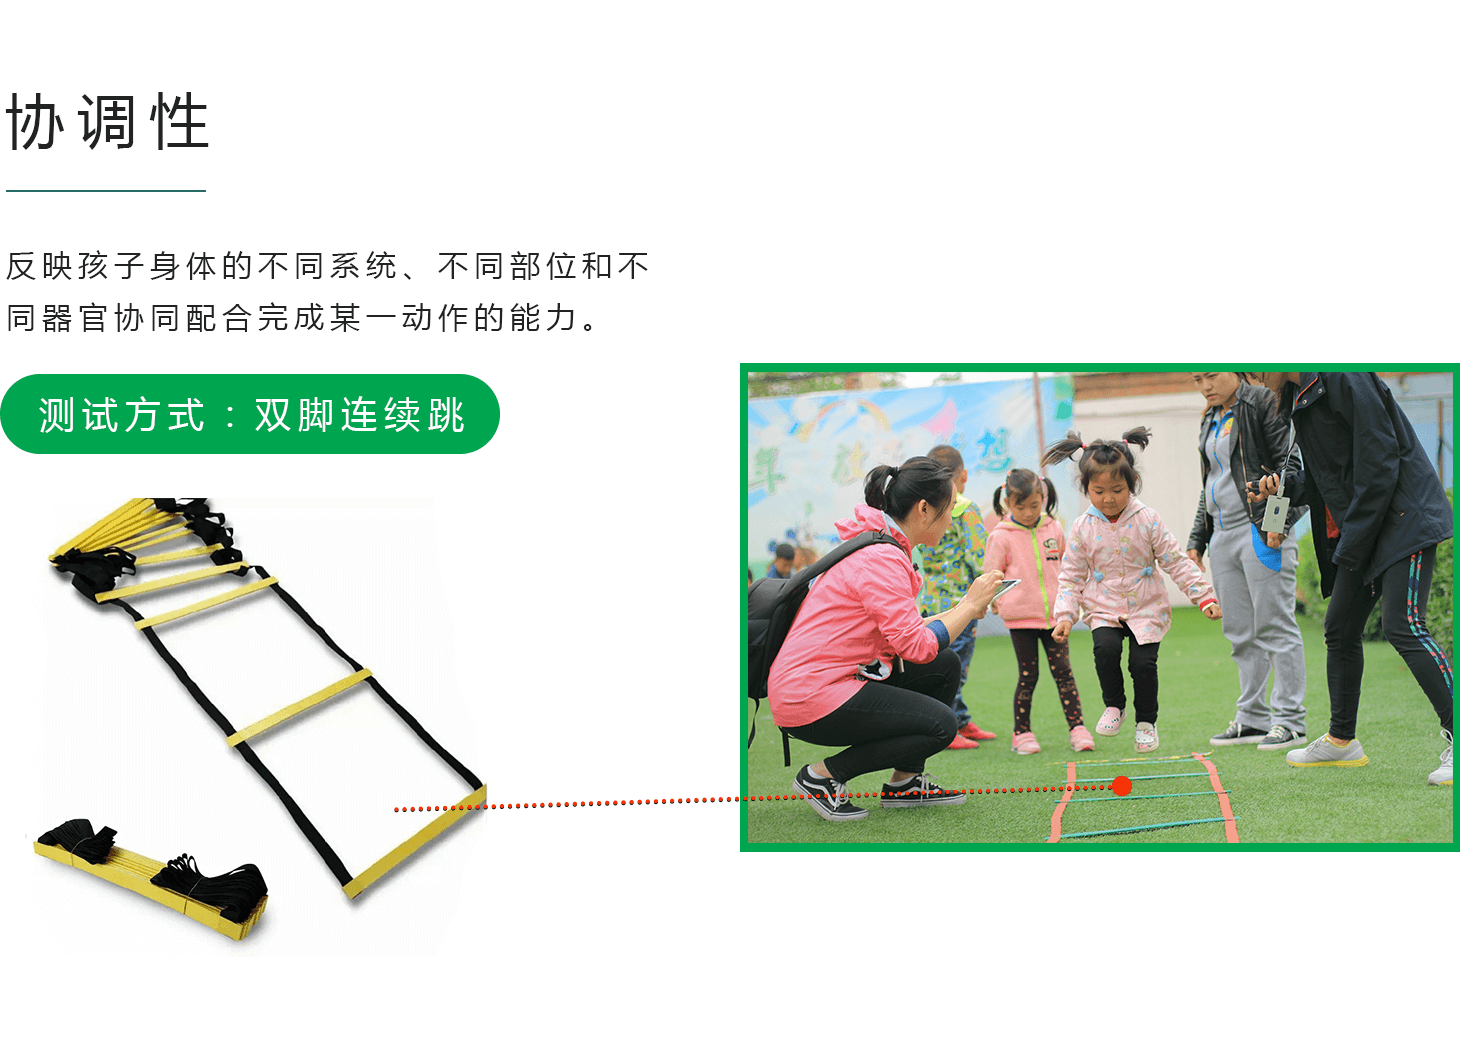 协调性
反映孩子身体的不同系统、不同部位和不
同器官协同配合完成某一动作的能力。
测试方式：双脚连续跳
想